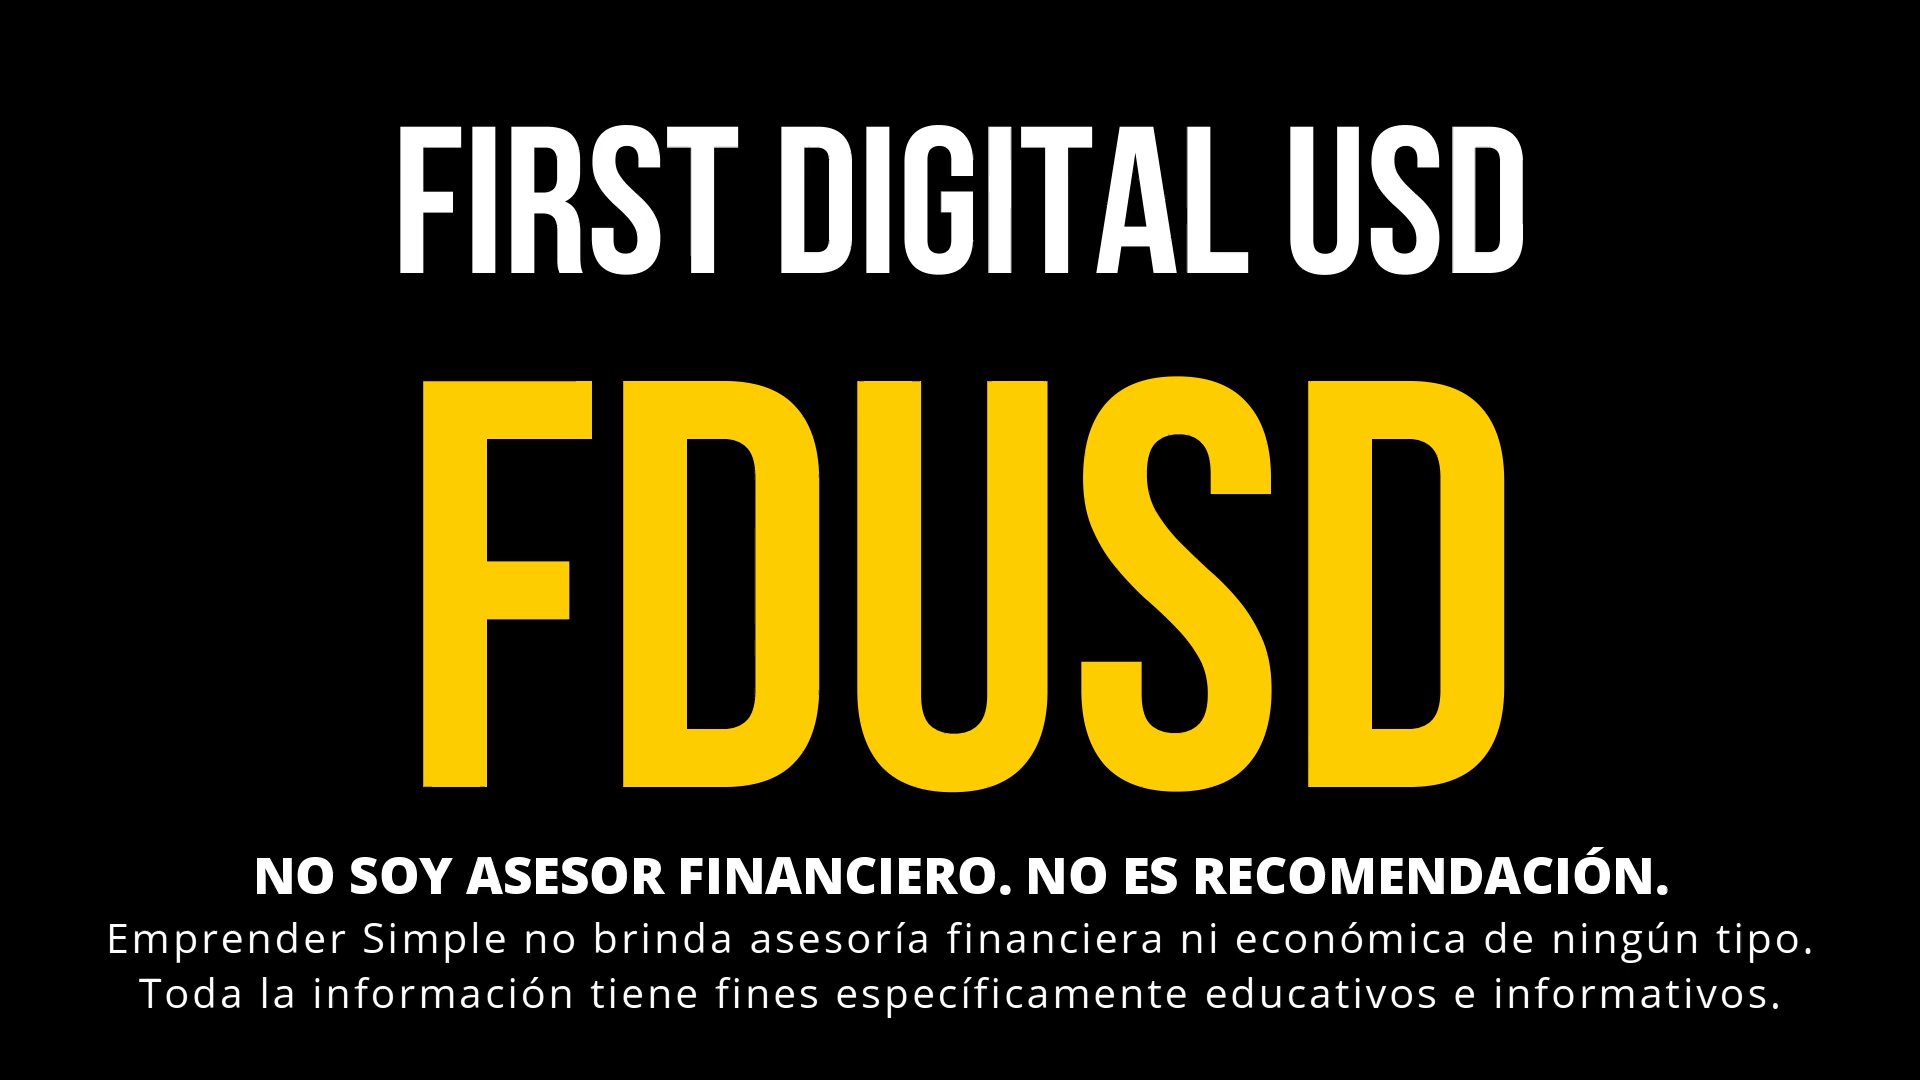 FIRST DIGITAL USD
FDUSD
NO SOY ASESOR FINANCIERO. NO ES RECOMENDACIÓN.
Emprender Simple no brinda asesoría financiera ni económica de ningún tipo.
Toda la información tiene fines específicamente educativos e informativos.